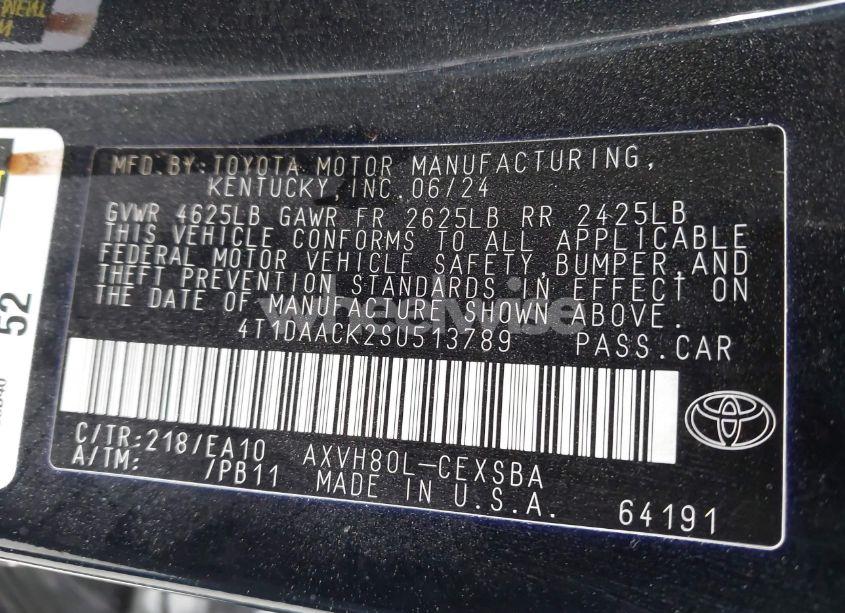 MFD.BY:TOYOTA MOTOR MANUFACTURING,
KENTUCKY,INC.06/24
GVWR 4625LB GAWR FR 2625LB RR 2425LB
THIS VEHICLE CONFORMS TO ALL APPLICABLE
FEDERAL MOTOR VEHICLE SAFETY,BUMPER,AND
THEFT PREVENTION STANDARDS IN EFFECT ON
THE DATE OF MANUFACTURE SHOWN ABOVE.
wheelwise
4T1DAACK2SU513789 PASS.CAR
C/TR:218/EA10 AXVH80L-CEXSBA
A/TM: /PB11 MADE IN U.S.A.
64191
52